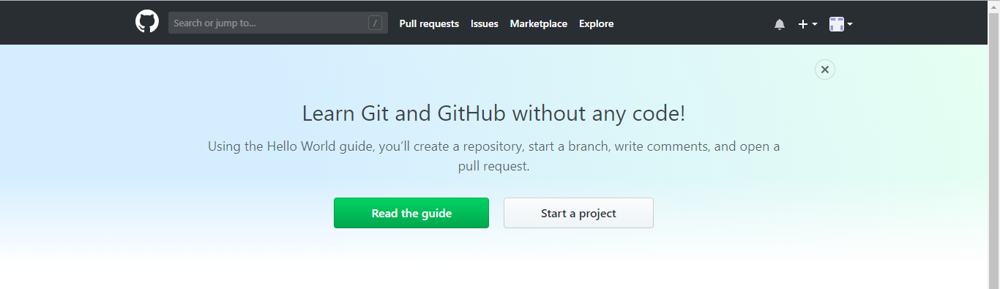 Search or jump to... /
Pull requests
Issues
Marketplace
Explore
Learn Git and GitHub without any code!
Using the Hello World guide, you’ll create a repository, start a branch, write comments, and open a
pull request.
Read the guide
Start a project